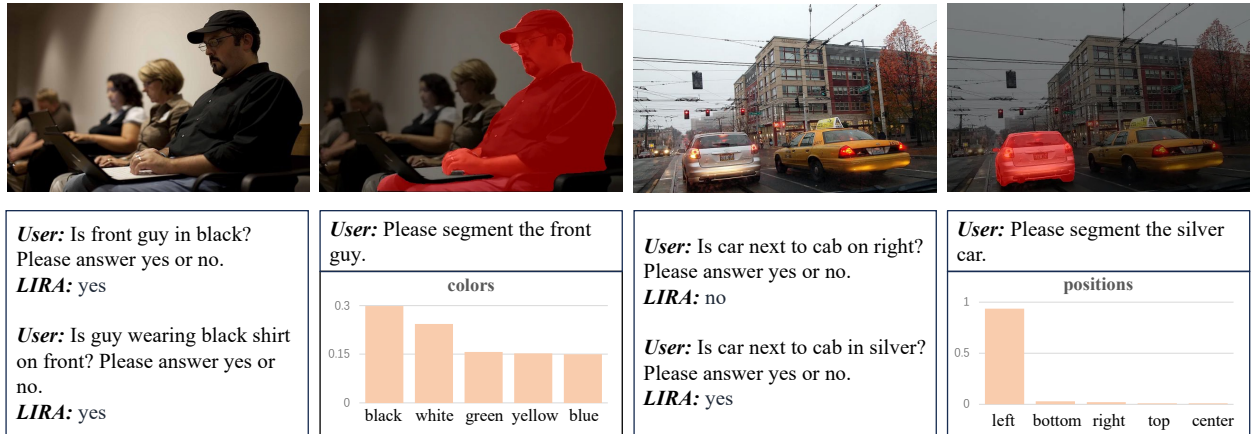 User: Is front guy in black?
Please answer yes or no.
LIRA: yes
User: Is guy wearing black shirt
on front? Please answer yes or
no.
LIRA: yes
User: Please segment the front
guy.
colors
0.3
0.15
0
black white green yellow blue
User: Is car next to cab on right?
Please answer yes or no.
LIRA: no
User: Is car next to cab in silver?
Please answer yes or no.
LIRA: yes
User: Please segment the silver
car.
positions
1
0.5
0
left bottom right top center